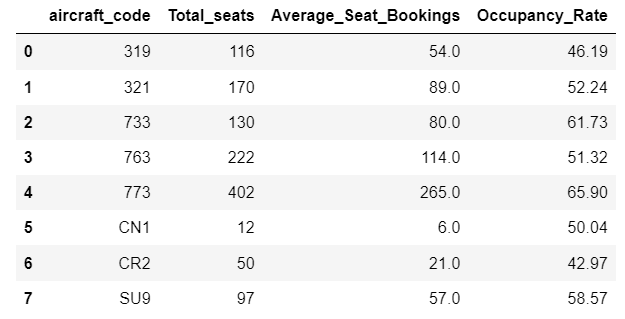 aircraft_code Total_seats Average_Seat_Bookings Occupancy_Rate
0 319 116 54.0 46.19
1 321 170 89.0 52.24
2 733 130 80.0 61.73
3 763 222 114.0 51.32
4 773 402 265.0 65.90
5 CN1 12 6.0 50.04
6 CR2 50 21.0 42.97
7 SU9 97 57.0 58.57